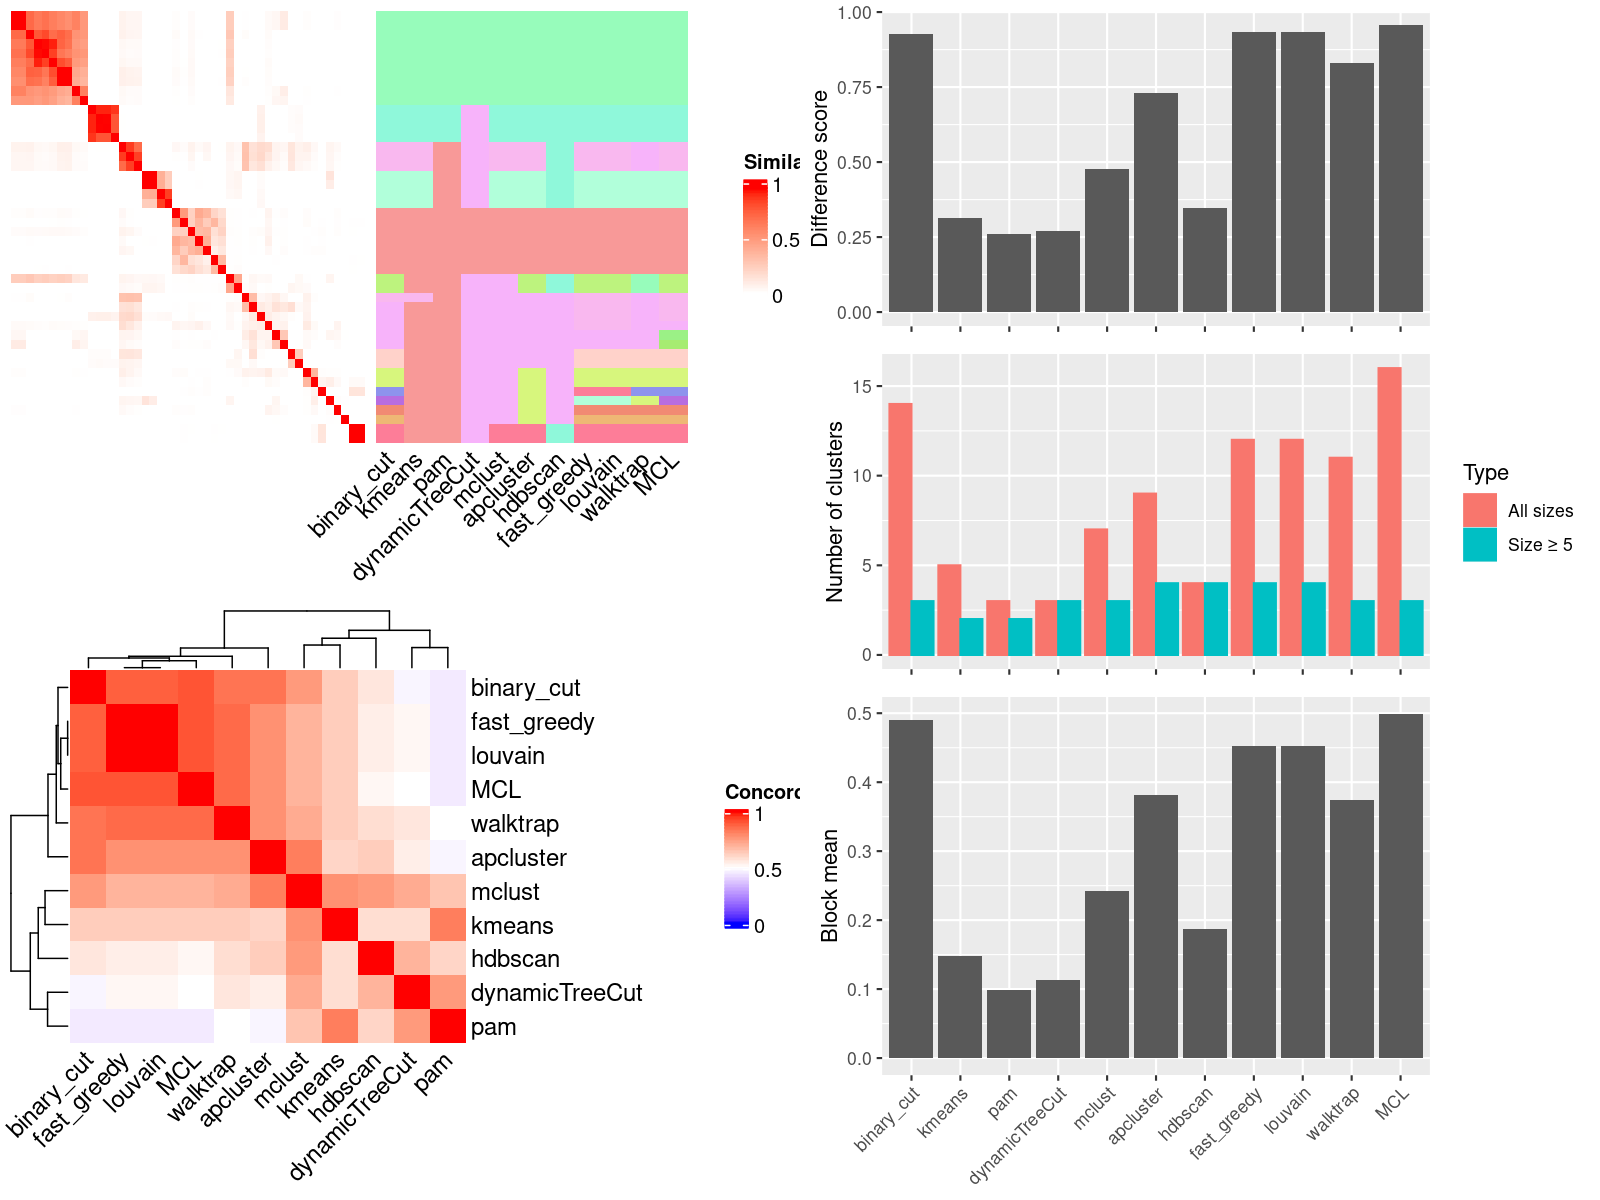 Simila
1
0.5
0
binary_cut
kmeans
pam
dynamicTreeCut
mclust
apcluster
hdbscan
fast_greedy
louvain
walktrap
MCL
binary_cut
fast_greedy
louvain
MCL
walktrap
apcluster
mclust
kmeans
hdbscan
dynamicTreeCut
pam
Concord
1
0.5
0
binary_cut
fast_greedy
louvain
MCL
walktrap
apcluster
mclust
kmeans
hdbscan
dynamicTreeCut
pam
Difference score
1.00
0.75
0.50
0.25
0.00
Number of clusters
15
10
5
0
Type
All sizes
Size ≥ 5
Block mean
0.5
0.4
0.3
0.2
0.1
0.0
binary_cut
kmeans
pam
dynamicTreeCut
mclust
apcluster
hdbscan
fast_greedy
louvain
walktrap
MCL